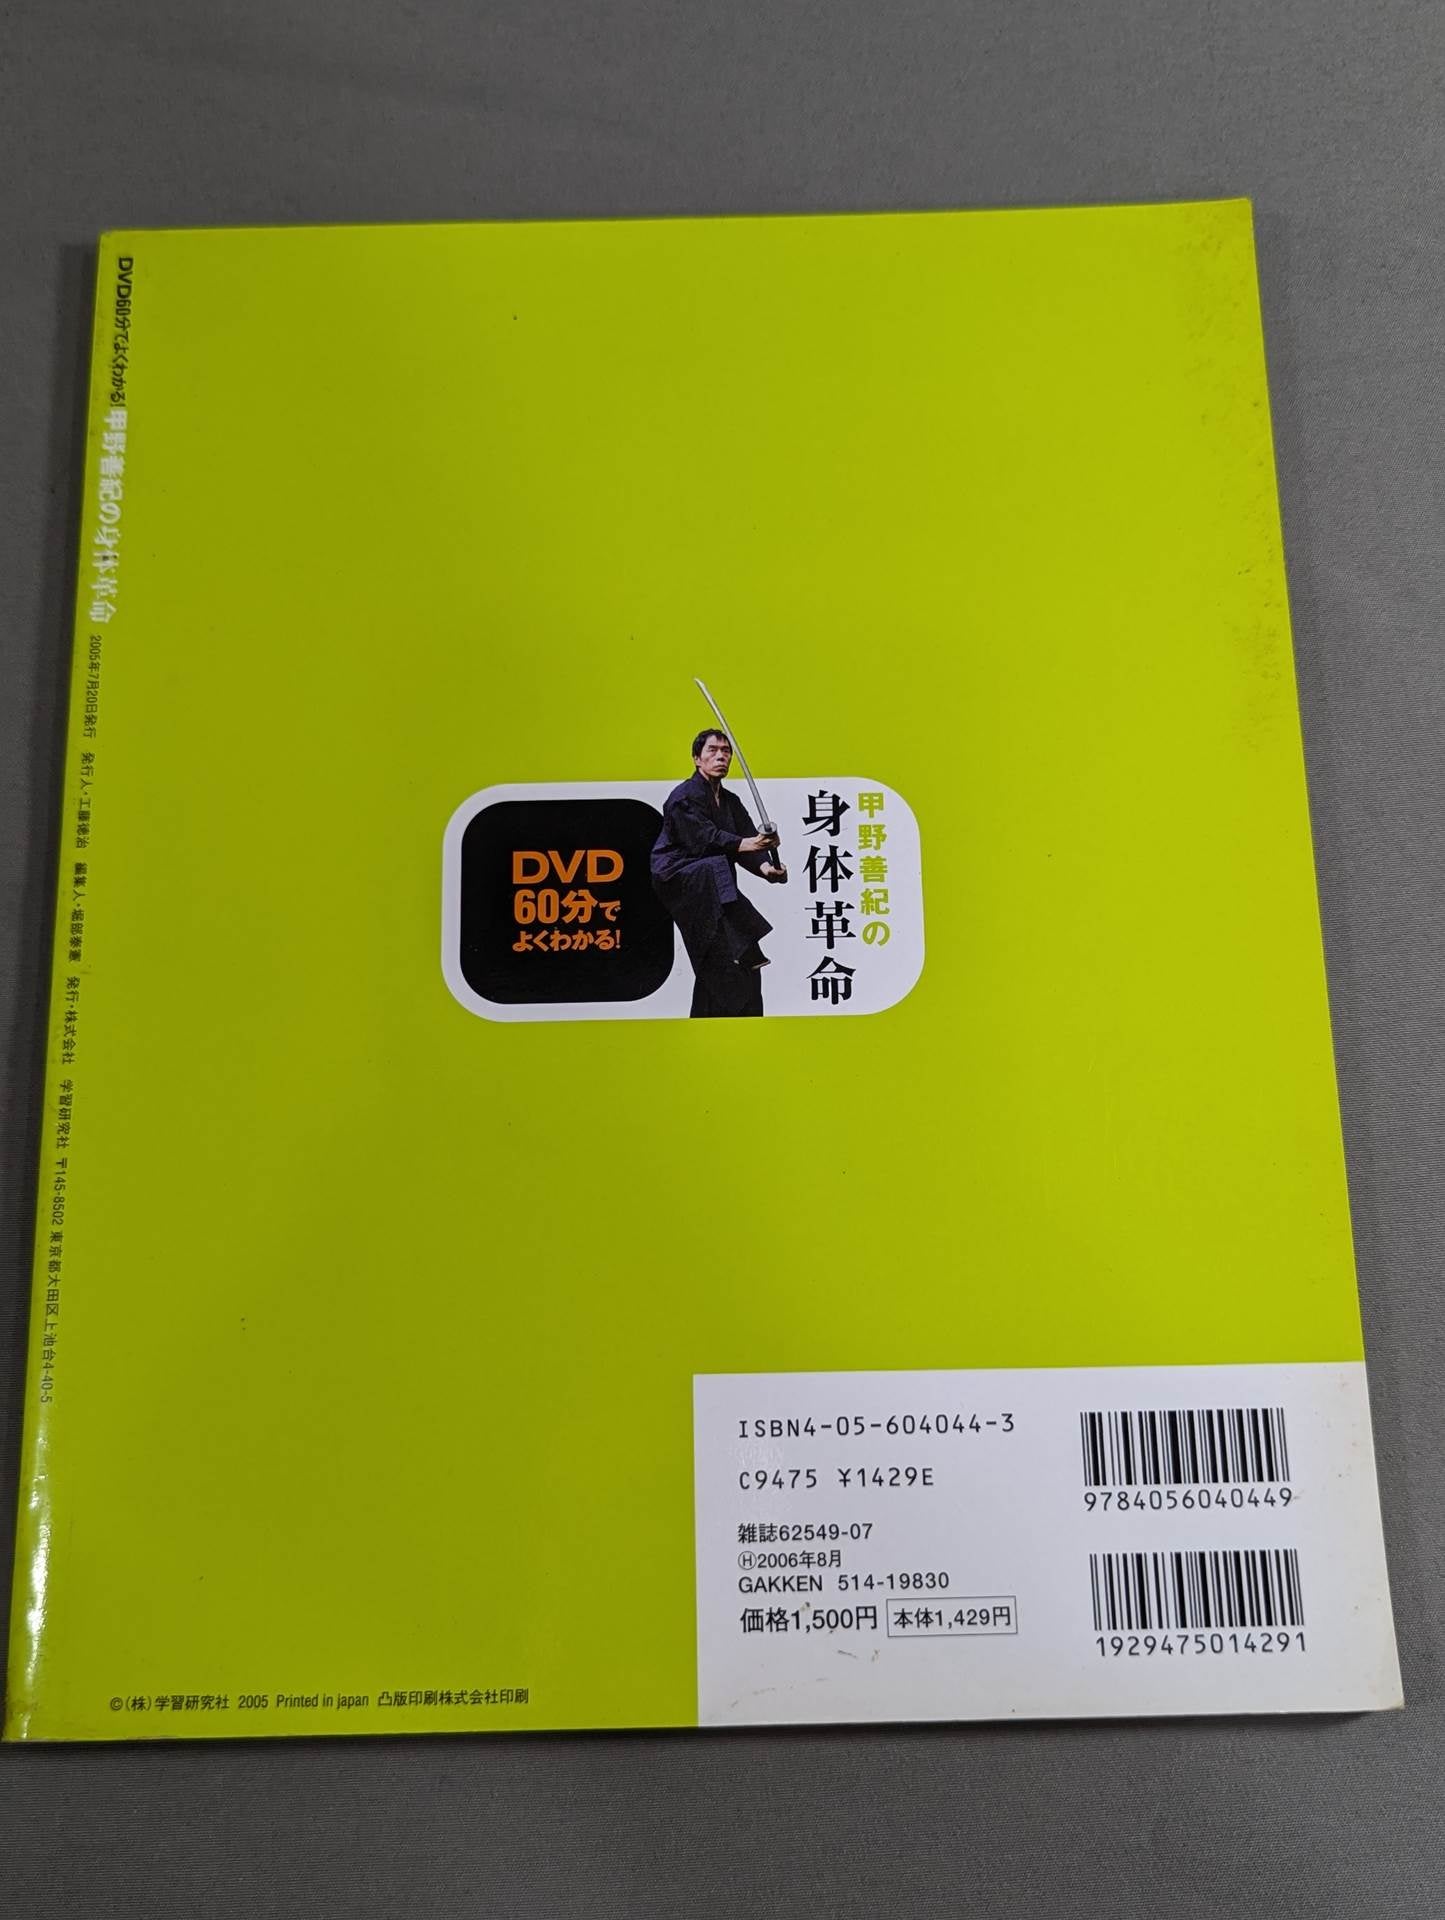 DVD60分でよくわかる!甲野善紀の身体革命 2005年7月20日発行 発行人・工藤徳治 編集人・堀部泰憲 発行・株式会社 学習研究社 〒145-8502 東京都大田区上池台4-40-5
DVD
60分で
よくわかる!
甲野善紀の
身体革命
ISBN4-05-604044-3
C9475 ¥1429E
雑誌62549-07
Ⓗ2006年8月
GAKKEN 514-19830
価格1,500円 本体1,429円
9784056040449
1929475014291
©(株)学習研究社 2005 Printed in japan 凸版印刷株式会社印刷